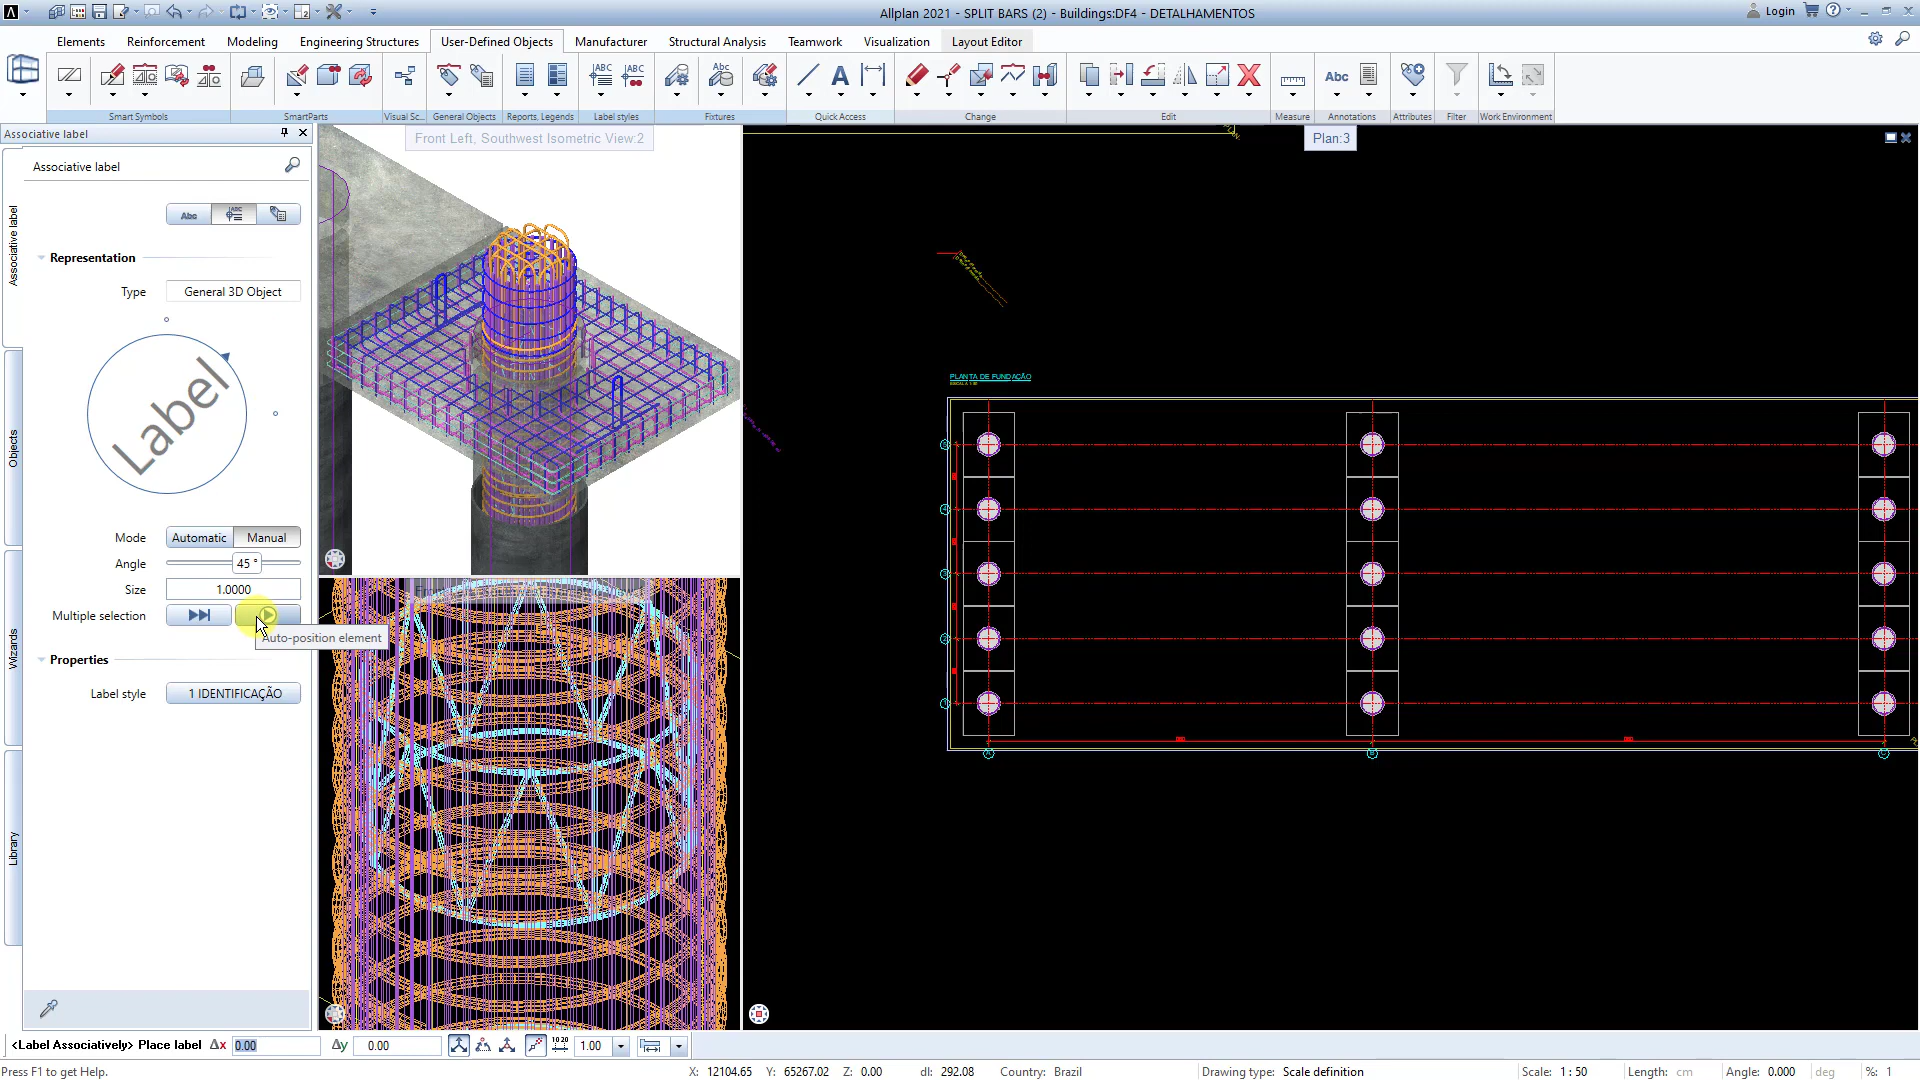 Allplan 2021 - SPLIT BARS (2) - Buildings:DF4 - DETALHAMENTOS
Login
Elements
Reinforcement
Modeling
Engineering Structures
User-Defined Objects
Manufacturer
Structural Analysis
Teamwork
Visualization
Layout Editor
Smart Symbols
SmartParts
Visual Sc...
General Objects
Reports, Legends
Label styles
Fixtures
Quick Access
Change
Edit
Measure
Annotations
Attributes
Filter
Work Environment
Associative label
Associative label
Associative label
Objects
Wizards
Library
Abc
Representation
Type
General 3D Object
Label
Mode
Automatic
Manual
Angle
45 °
Size
1.0000
Multiple selection
Auto-position element
Properties
Label style
1 IDENTIFICAÇÃO
Front Left, Southwest Isometric View:2
Plan:3
PLANTA DE FUNDAÇÃO
<Label Associatively> Place label
Δx
0.00
Δy
0.00
1.00
Press F1 to get Help.
X: 12104.65
Y: 65267.02
Z: 0.00
dl: 292.08
Country: Brazil
Drawing type: Scale definition
Scale: 1 : 50
Length: cm
Angle: 0.000
deg
%: 1